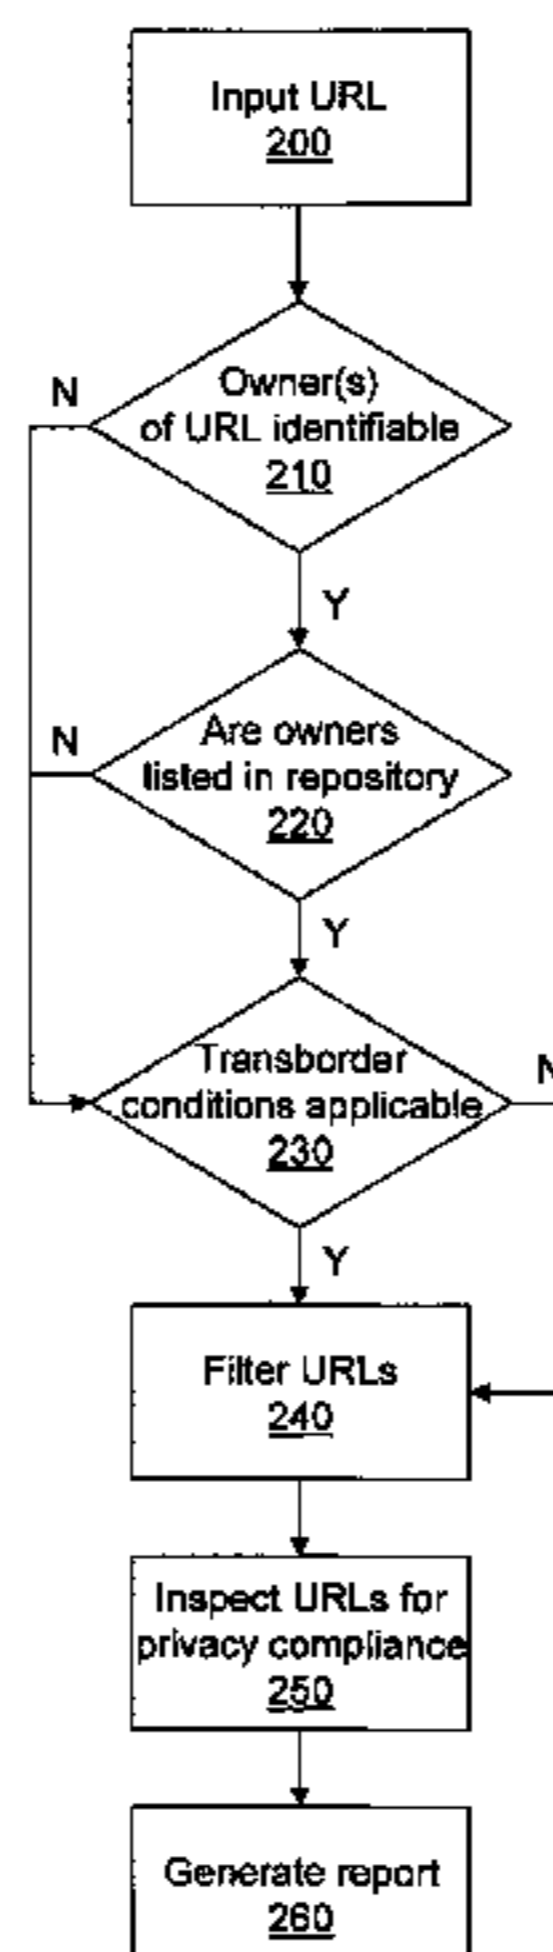 Input URL
200
N
Owner(s)
of URL identifiable
210
Y
N
Are owners
listed in repository
220
Y
Transborder
conditions applicable
230
N
Y
Filter URLs
240
Inspect URLs for
privacy compliance
250
Generate report
260